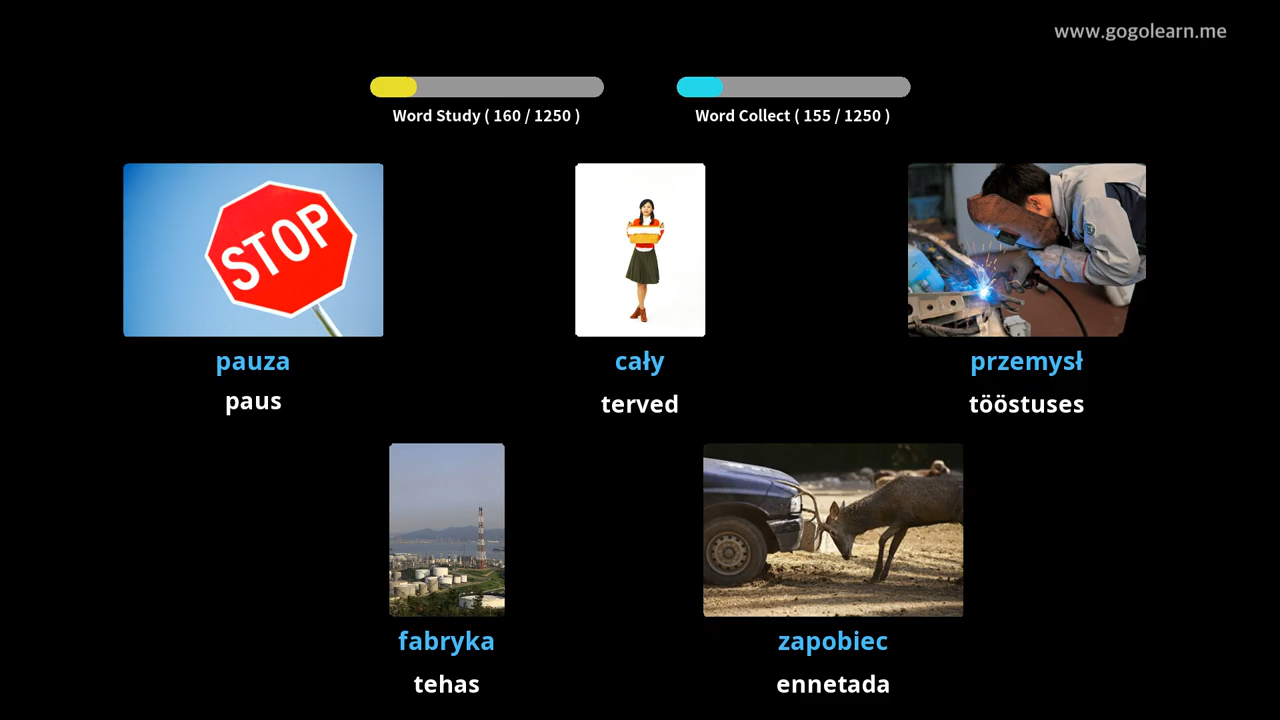 www.gogolearn.me
Word Study ( 160 / 1250 )
Word Collect ( 155 / 1250 )
STOP
pauza
paus
cały
terved
przemysł
tööstuses
fabryka
tehas
zapobiec
ennetada